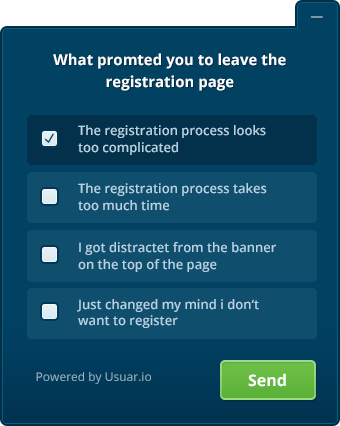 What promted you to leave the
registration page
The registration process looks
too complicated
The registration process takes
too much time
I got distractet from the banner
on the top of the page
Just changed my mind i don't
want to register
Powered by Usuar.io
Send